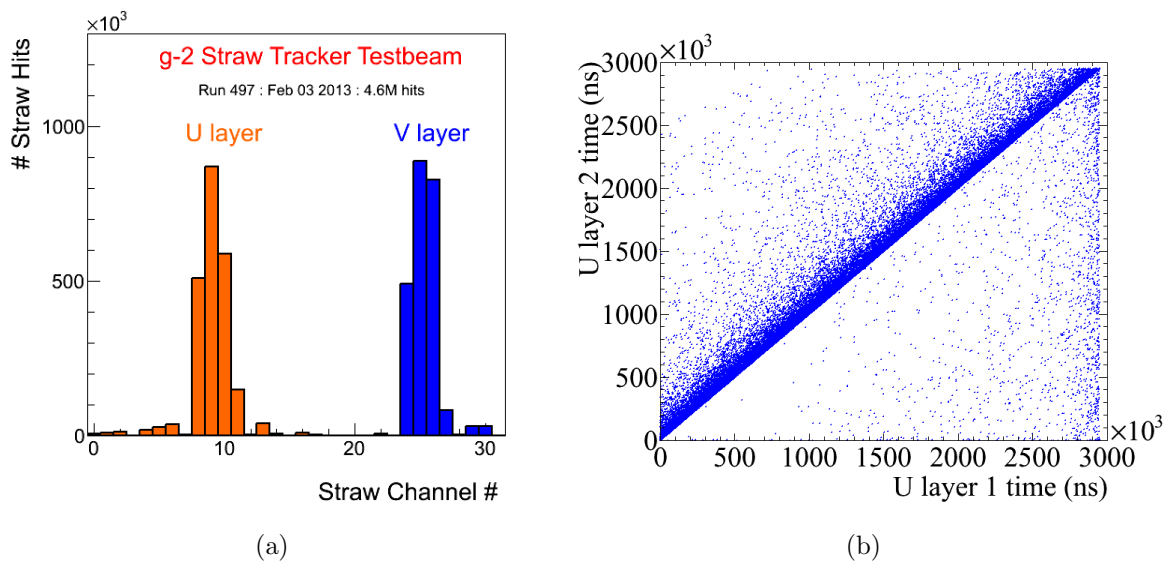 ×10³
# Straw Hits
g-2 Straw Tracker Testbeam
Run 497 : Feb 03 2013 : 4.6M hits
U layer
V layer
1000
500
0
0 10 20 30
Straw Channel #
(a)
×10³
U layer 2 time (ns)
3000
2500
2000
1500
1000
500
0
0 500 1000 1500 2000 2500 3000
×10³
U layer 1 time (ns)
(b)